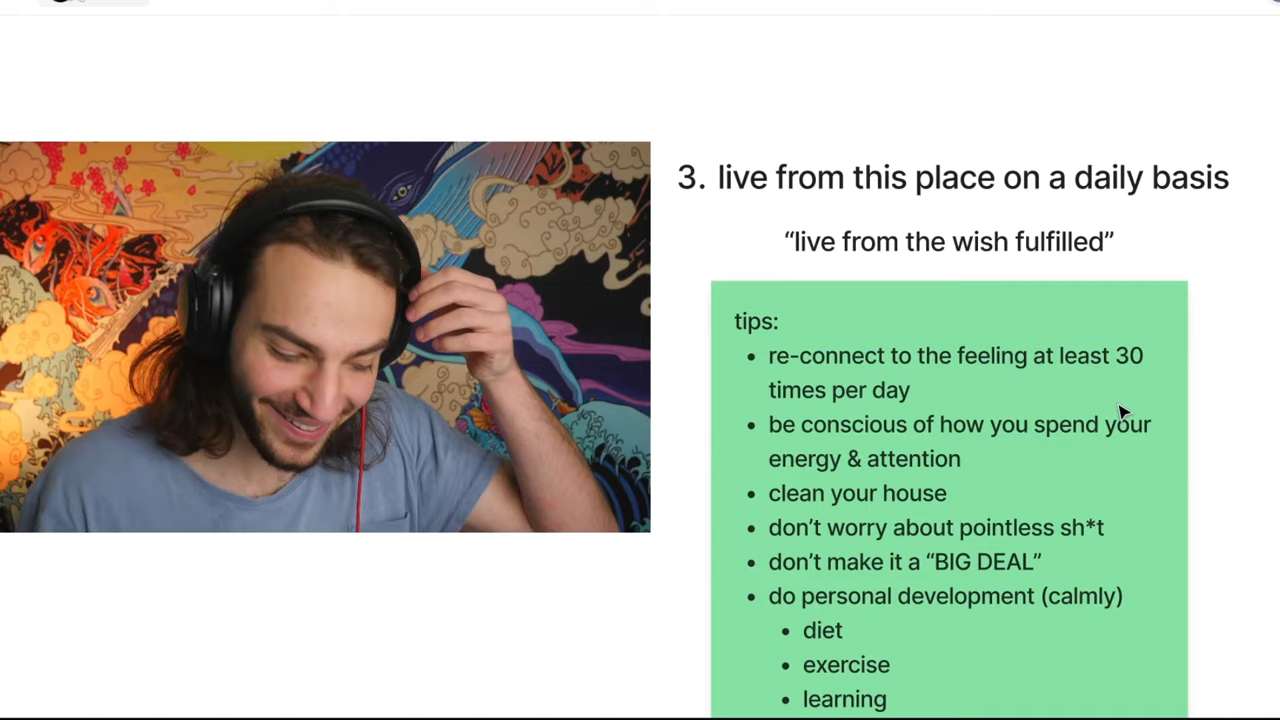 3. live from this place on a daily basis
“live from the wish fulfilled”
tips:
• re-connect to the feeling at least 30
times per day
• be conscious of how you spend your
energy & attention
• clean your house
• don’t worry about pointless sh*t
• don’t make it a “BIG DEAL”
• do personal development (calmly)
• diet
• exercise
• learning